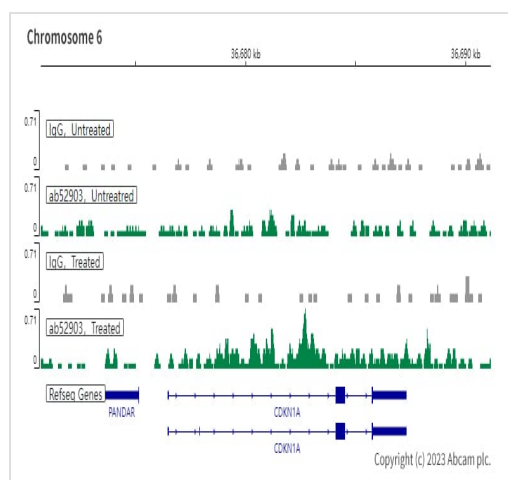 Chromosome 6
36,680 kb 36,690 kb
0.71
IgG, Untreated
0
0.71
ab52903, Untreatred
0
0.71
IgG, Treated
0
0.71
ab52903, Treated
0
Refseq Genes
PANDAR CDKN1A
CDKN1A
Copyright (c) 2023 Abcam plc.